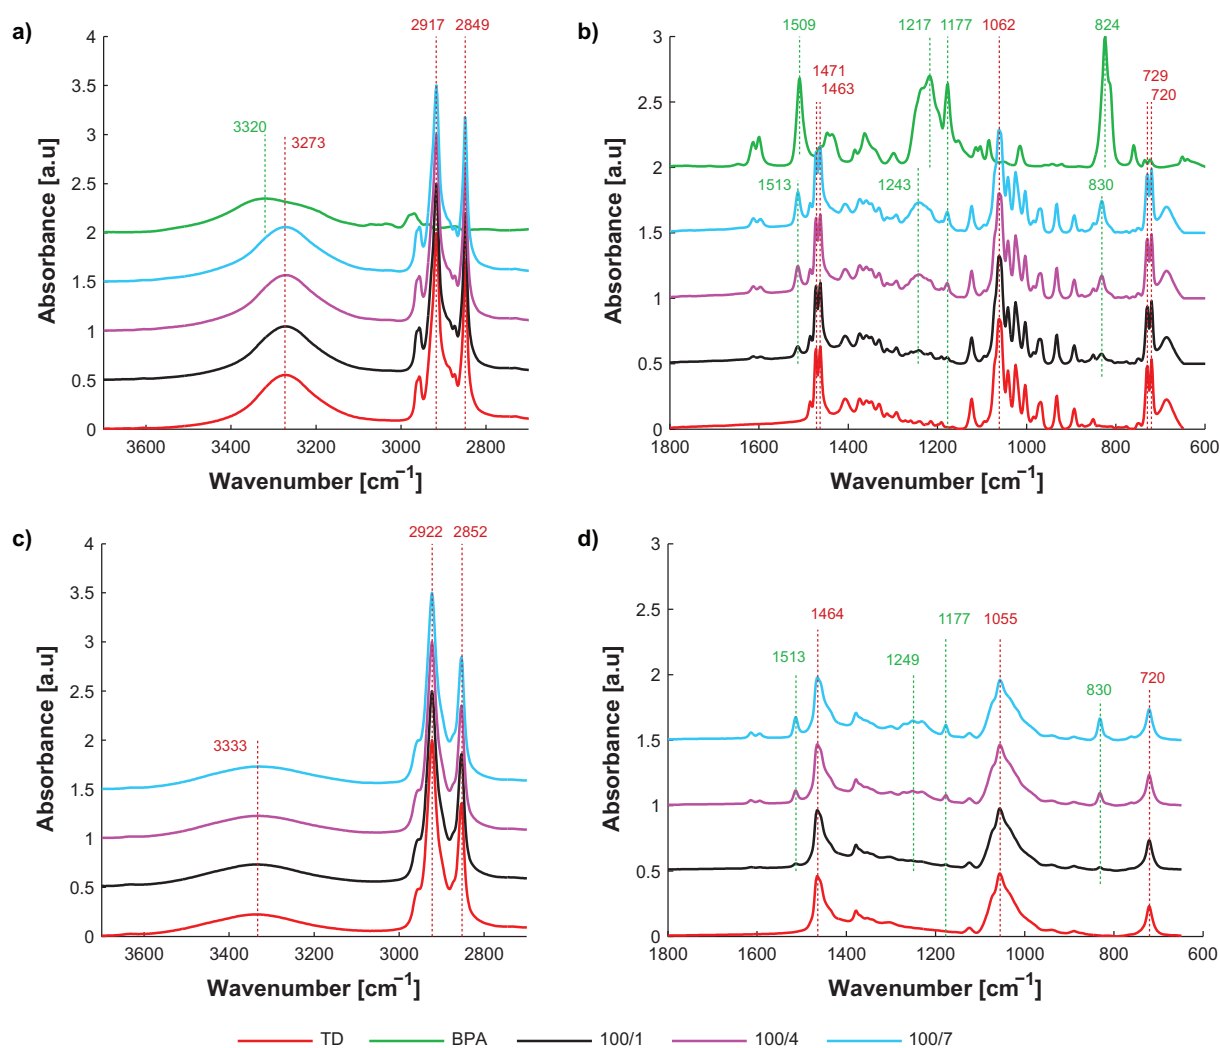 a)
2917 2849
4
3.5
3
2.5
2
1.5
1
0.5
0
3320
3273
3600 3400 3200 3000 2800
Absorbance [a.u]
Wavenumber [cm⁻¹]
b)
1509 1217 1177 1062 824
1471
1463
729
720
1513 1243 830
3
2.5
2
1.5
1
0.5
0
1800 1600 1400 1200 1000 800 600
Absorbance [a.u]
Wavenumber [cm⁻¹]
c)
2922 2852
4
3.5
3
2.5
2
1.5
1
0.5
0
3333
3600 3400 3200 3000 2800
Absorbance [a.u]
Wavenumber [cm⁻¹]
d)
3
2.5
2
1.5
1
0.5
0
1464 1177 1055
1513 1249 830 720
1800 1600 1400 1200 1000 800 600
Absorbance [a.u]
Wavenumber [cm⁻¹]
TD BPA 100/1 100/4 100/7